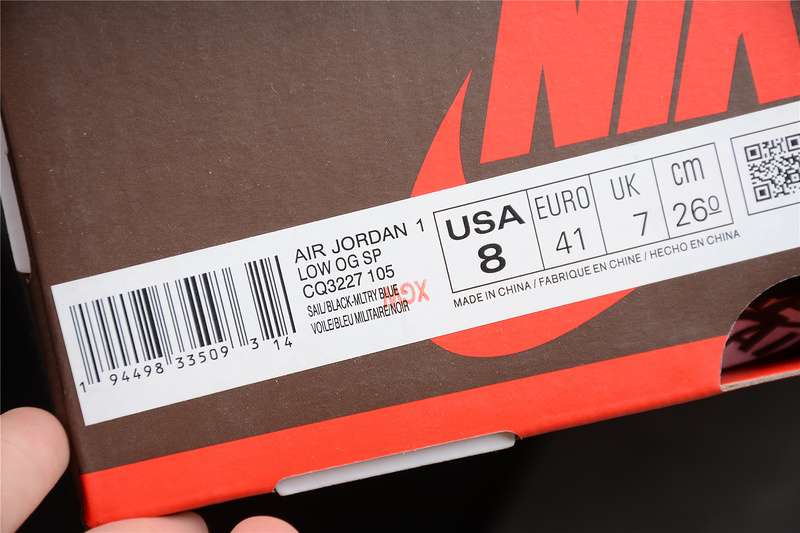 NIK
AIR JORDAN 1
LOW OG SP
CQ3227 105
SAIL/ BLACK-MLTRY BLUE
VOILE/BLEU MILITAIRE/NOIR
XGW
1 94498 33509 3 14
USA
8
EURO
41
UK
7
cm
26º
MADE IN CHINA / FABRIQUE EN CHINE / HECHO EN CHINA